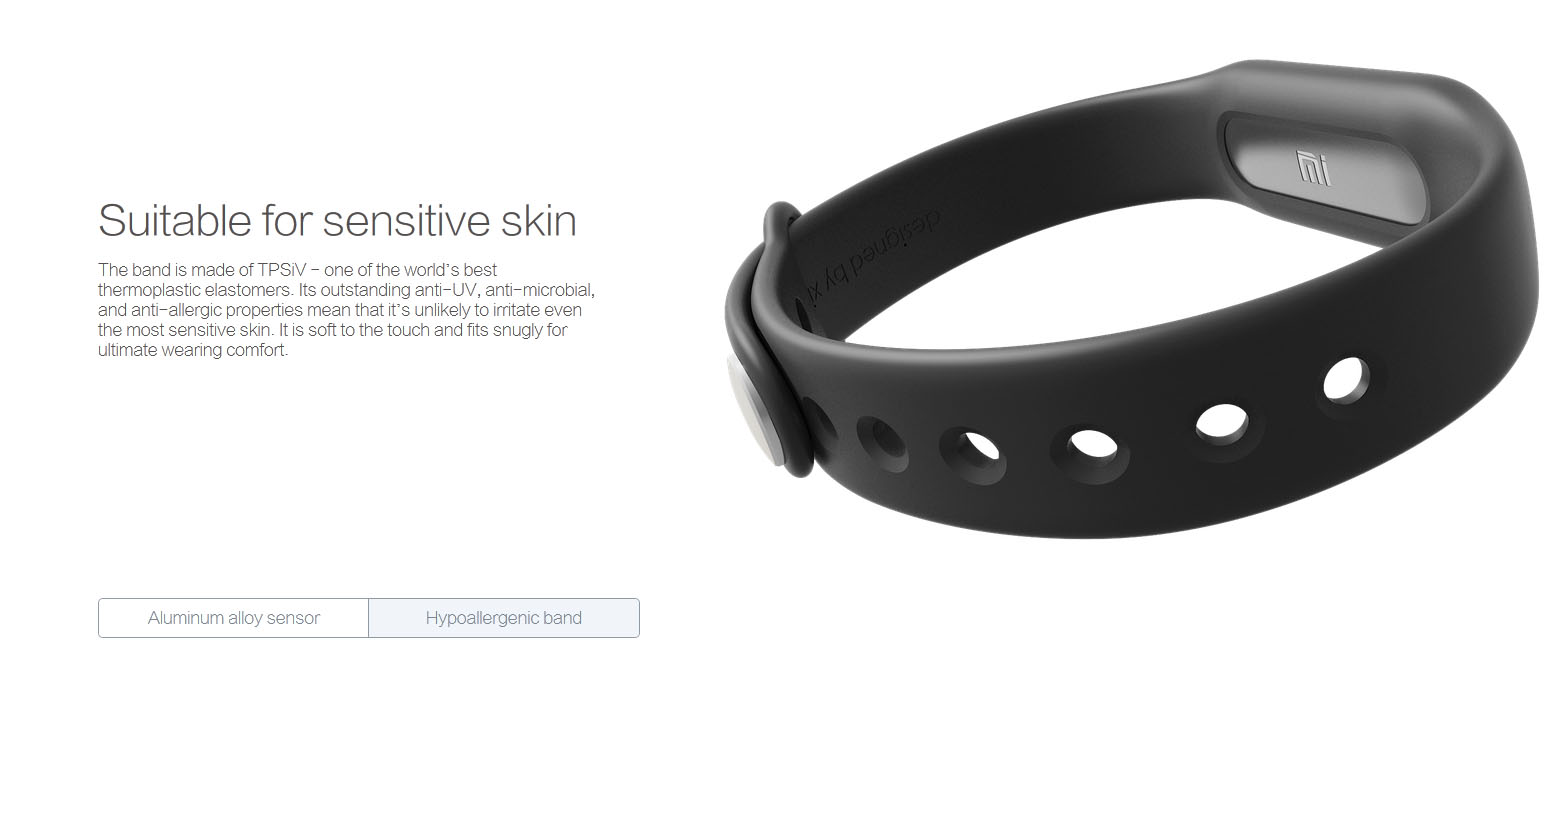 Suitable for sensitive skin
The band is made of TPSiV – one of the world's best
thermoplastic elastomers. Its outstanding anti-UV, anti-microbial,
and anti-allergic properties mean that it's unlikely to irritate even
the most sensitive skin. It is soft to the touch and fits snugly for
ultimate wearing comfort.
Aluminum alloy sensor
Hypoallergenic band
designed by xi
mi